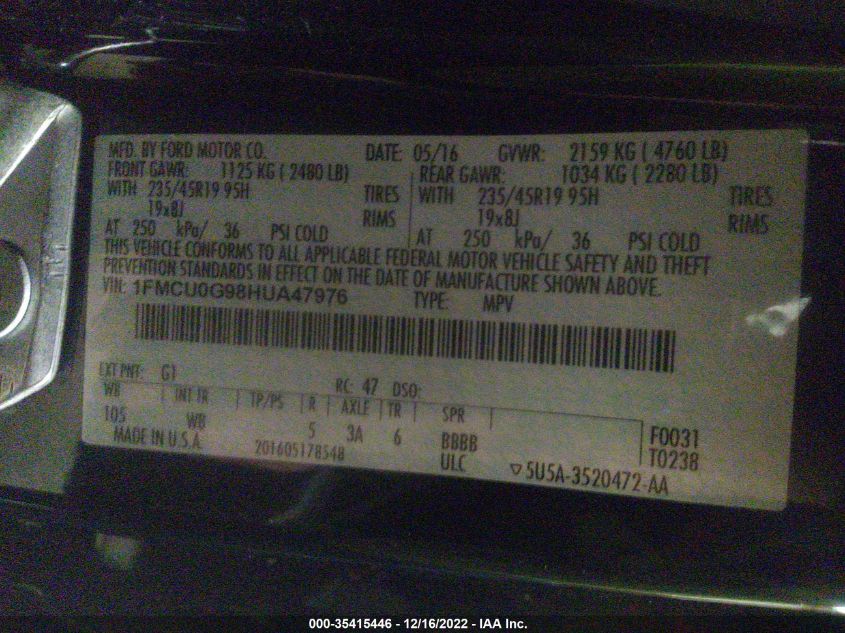 MFD. BY FORD MOTOR CO. DATE: 05/16 GVWR: 2159 KG ( 4760 LB)
FRONT GAWR: 1125 KG ( 2480 LB) REAR GAWR: 1034 KG ( 2280 LB)
WITH 235/45R19 95H TIRES WITH 235/45R19 95H TIRES
19x8J RIMS 19x8J RIMS
AT 250 kPa/ 36 PSI COLD AT 250 kPa/ 36 PSI COLD
THIS VEHICLE CONFORMS TO ALL APPLICABLE FEDERAL MOTOR VEHICLE SAFETY AND THEFT
PREVENTION STANDARDS IN EFFECT ON THE DATE OF MANUFACTURE SHOWN ABOVE.
VIN: 1FMCU0G98HUA47976 TYPE: MPV
EXT PNT: G1 RC: 47 DSO:
WB INT TR TP/PS R AXLE TR SPR
105 WB 5 3A 6 BBBB F0031
MADE IN U.S.A. 201605178548 ULC T0238
▽5U5A-3520472-AA
000-35415446 - 12/16/2022 - IAA Inc.